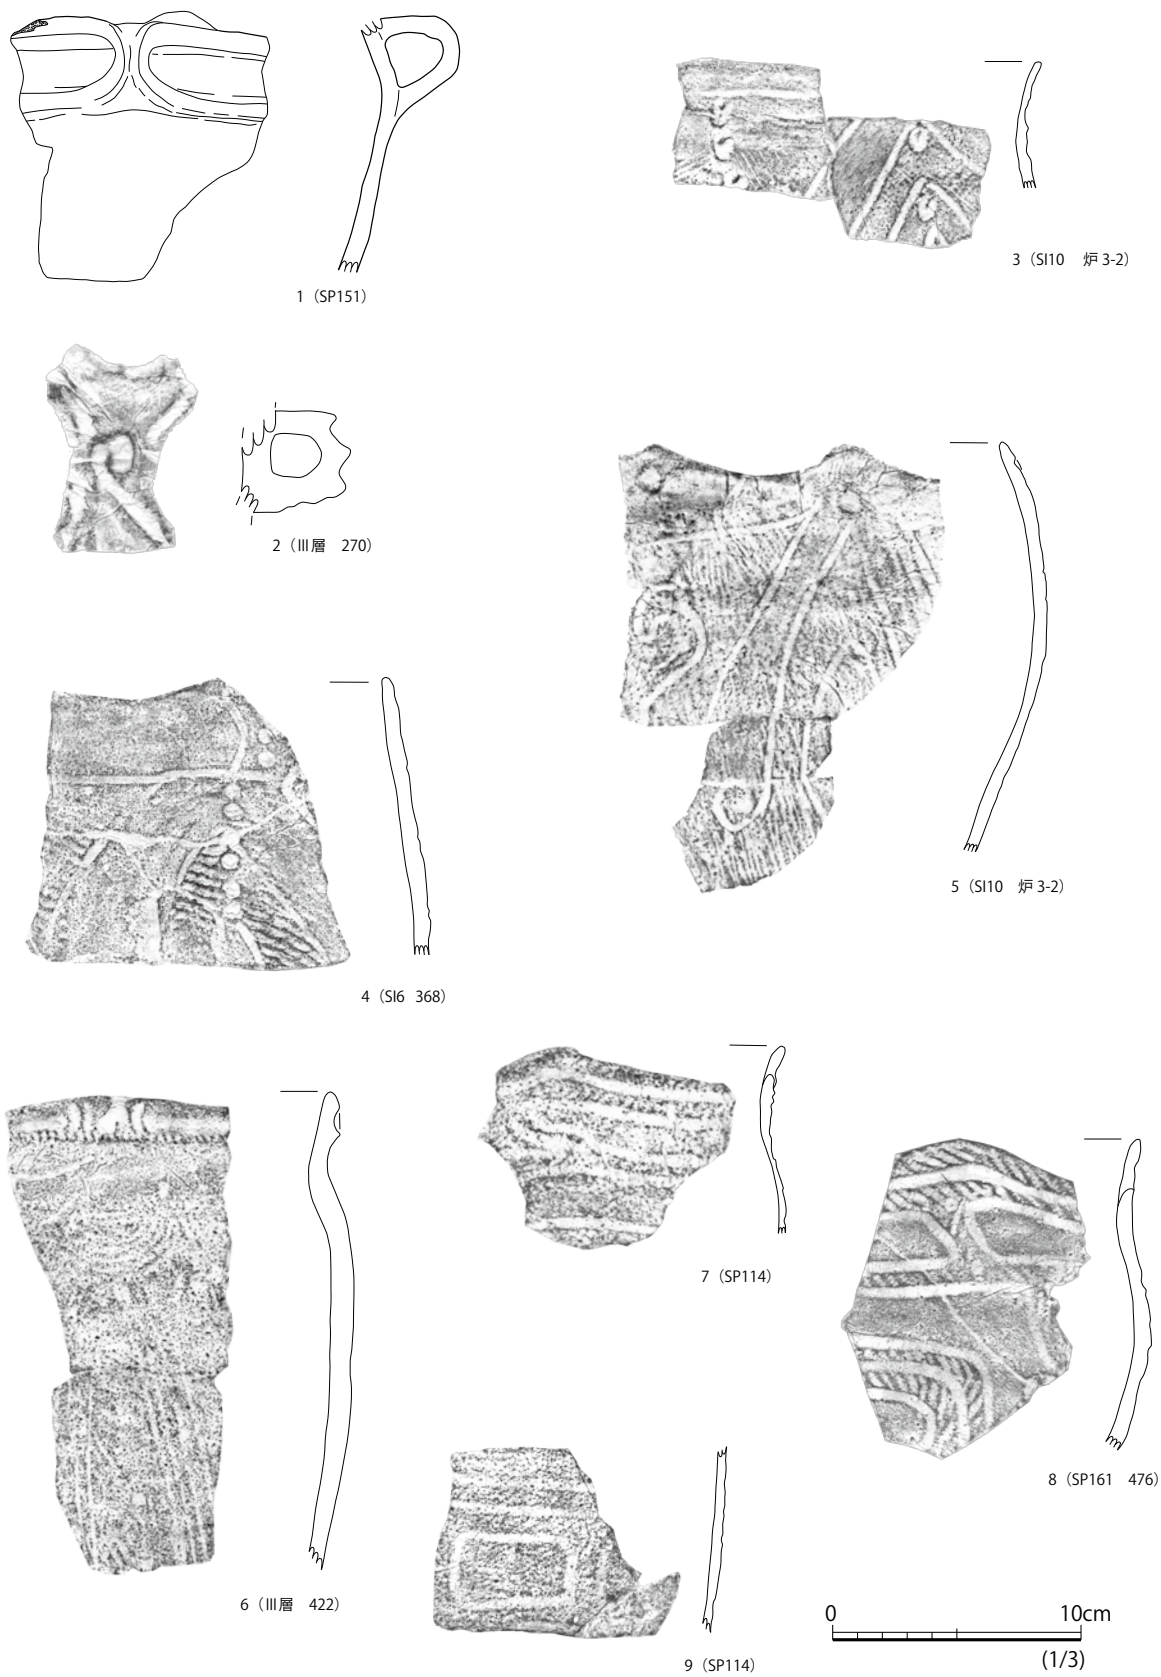 1（SP151）
3（SI10　炉 3-2）
2（Ⅲ層　270）
5（SI10　炉 3-2）
4（SI6　368）
7（SP114）
8（SP161　476）
6（Ⅲ層　422）
9（SP114）
0　10cm
(1/3)